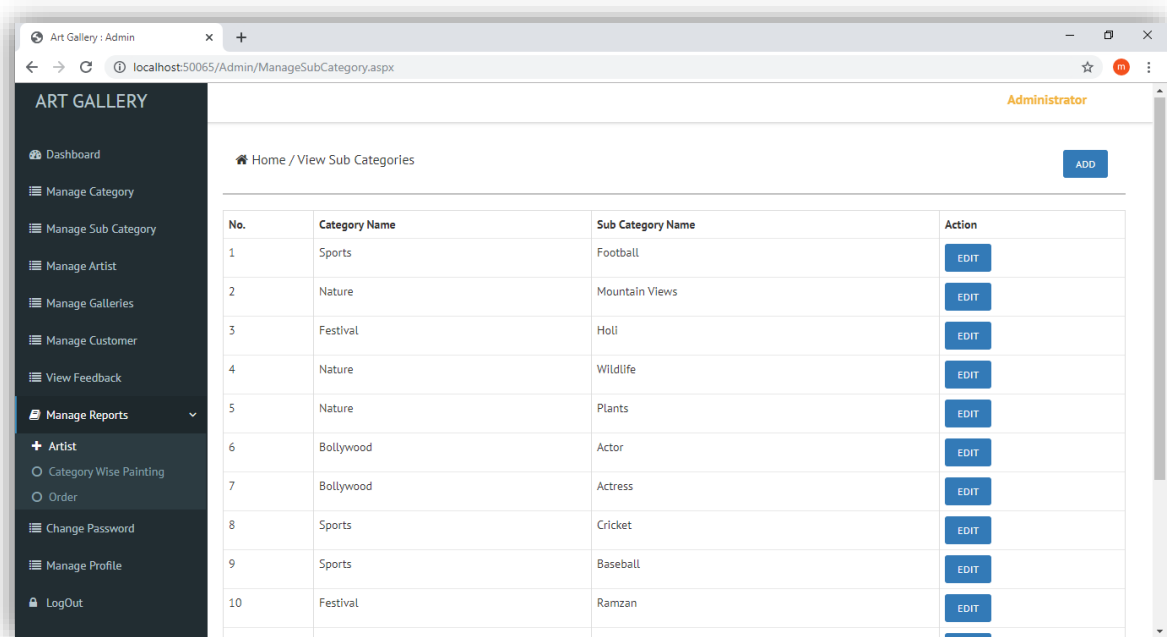 Art Gallery : Admin
localhost:50065/Admin/ManageSubCategory.aspx
m
ART GALLERY
Administrator
Dashboard
Manage Category
Manage Sub Category
Manage Artist
Manage Galleries
Manage Customer
View Feedback
Manage Reports
Artist
Category Wise Painting
Order
Change Password
Manage Profile
LogOut
Home / View Sub Categories
ADD
No. Category Name Sub Category Name Action
1 Sports Football EDIT
2 Nature Mountain Views EDIT
3 Festival Holi EDIT
4 Nature Wildlife EDIT
5 Nature Plants EDIT
6 Bollywood Actor EDIT
7 Bollywood Actress EDIT
8 Sports Cricket EDIT
9 Sports Baseball EDIT
10 Festival Ramzan EDIT